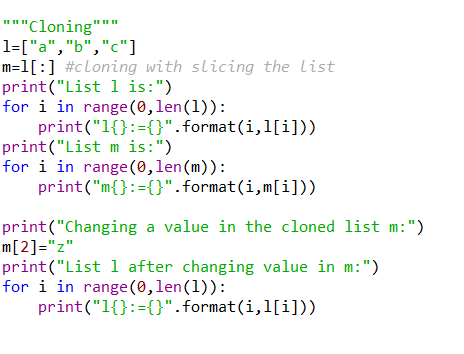 """Cloning"""
l=["a","b","c"]
m=l[:] #cloning with slicing the list
print("List l is:")
for i in range(0,len(l)):
    print("l{}:={}".format(i,l[i]))
print("List m is:")
for i in range(0,len(m)):
    print("m{}:={}".format(i,m[i]))
print("Changing a value in the cloned list m:")
m[2]="z"
print("List l after changing value in m:")
for i in range(0,len(l)):
    print("l{}:={}".format(i,l[i]))